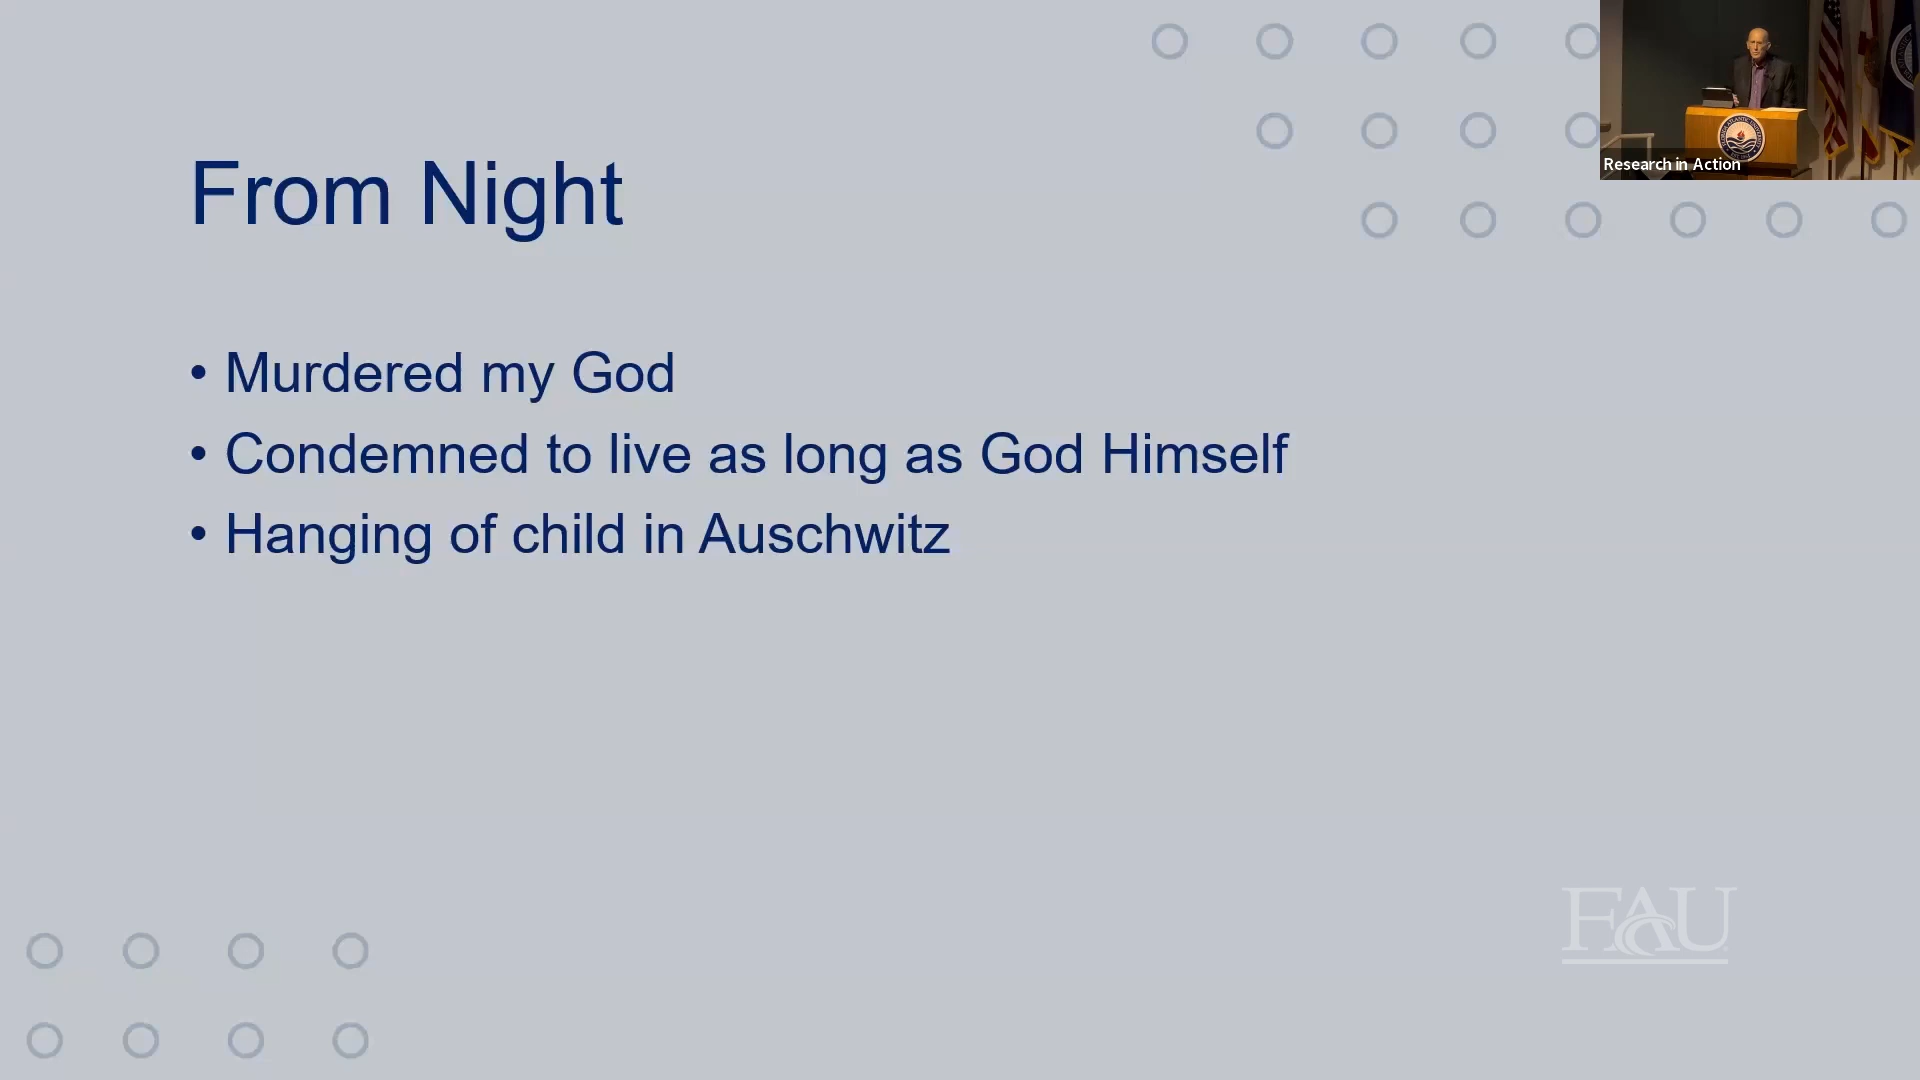 From Night
• Murdered my God
• Condemned to live as long as God Himself
• Hanging of child in Auschwitz
Research in Action
FAU